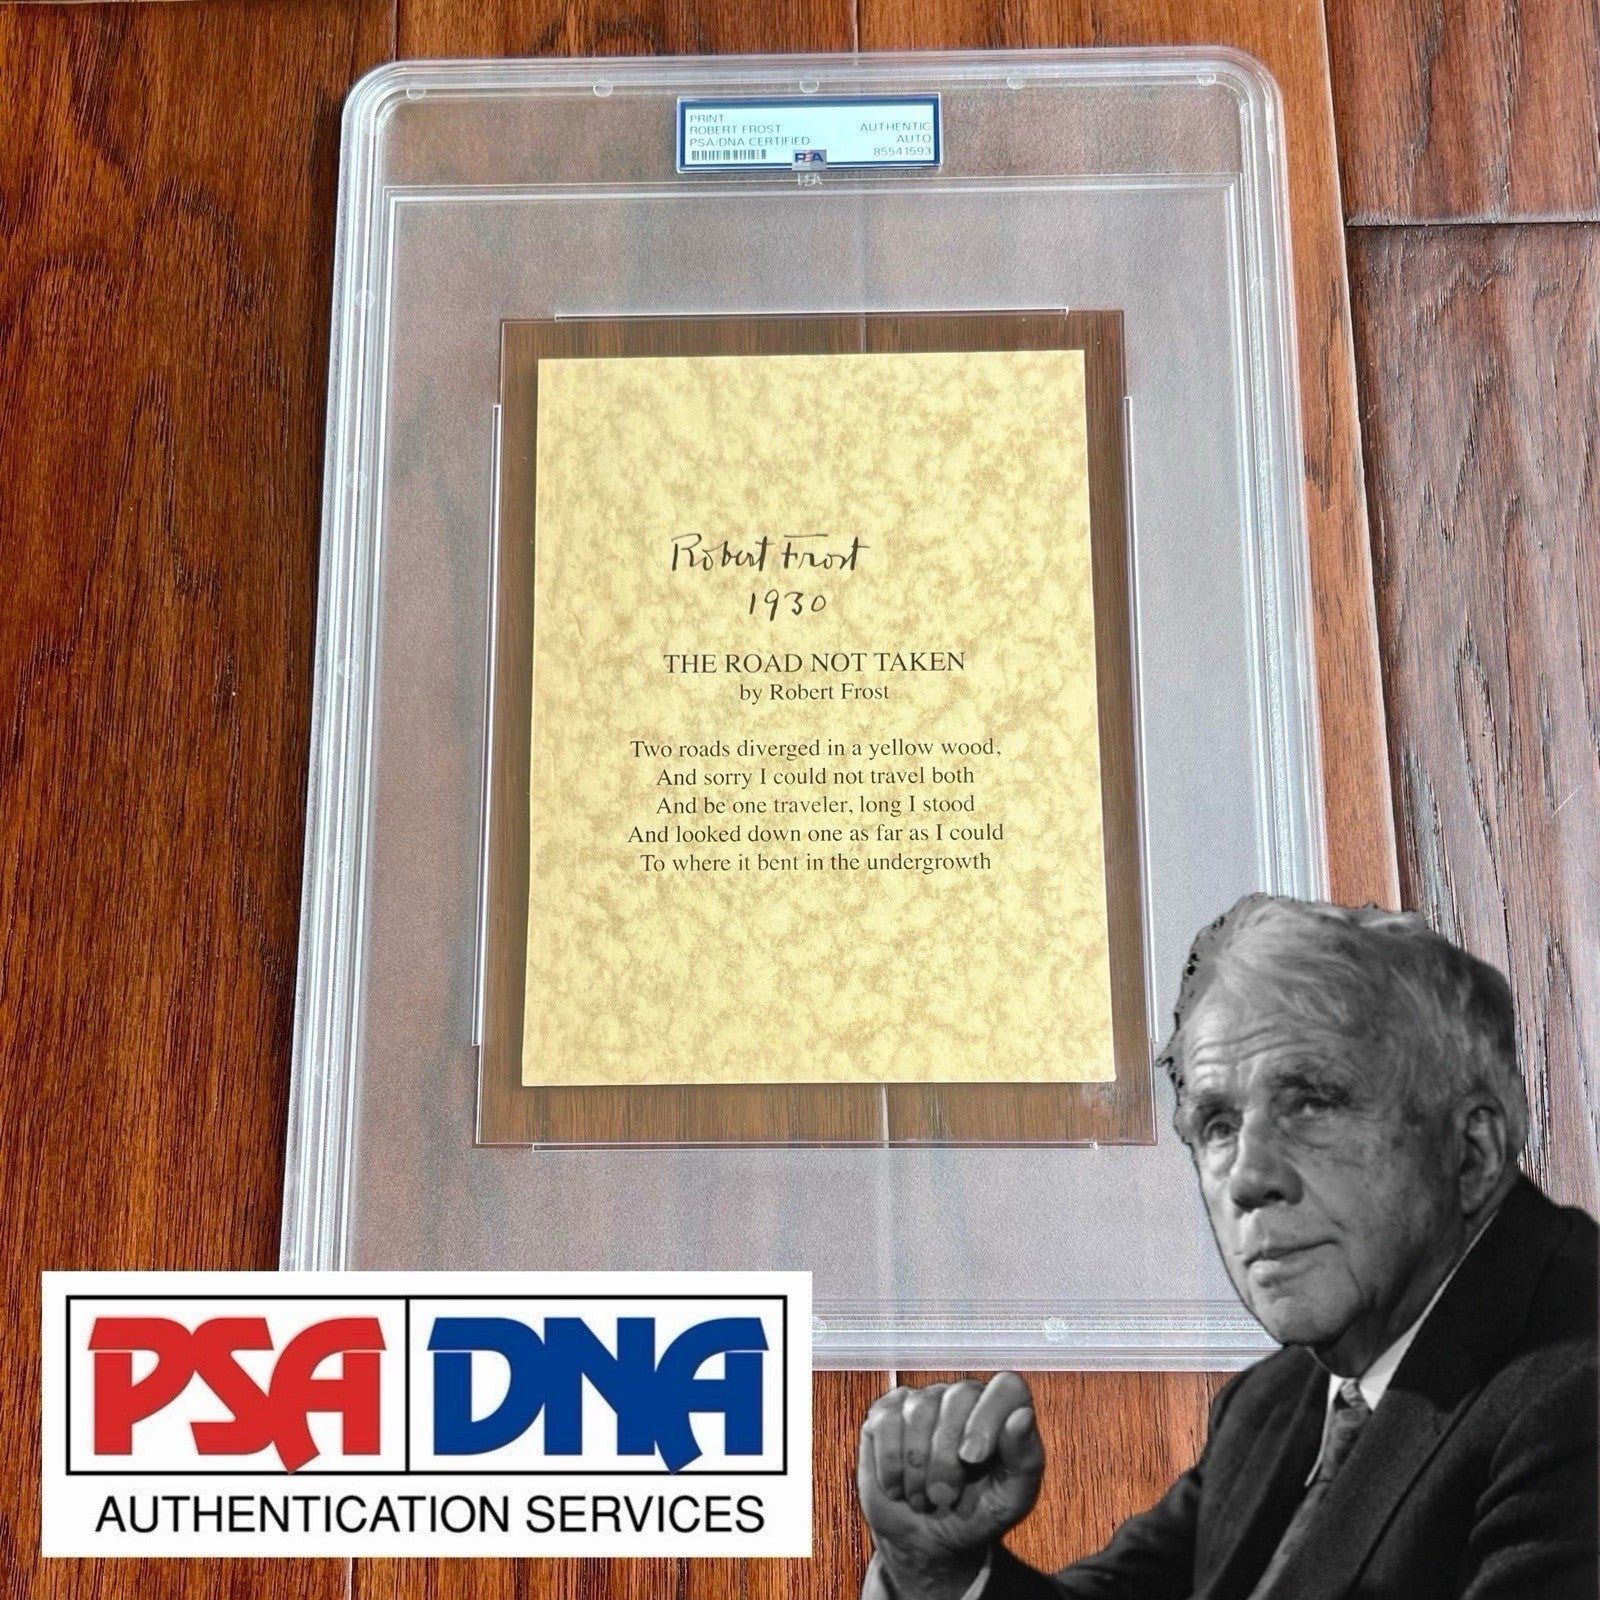 PRINT
ROBERT FROST
PSA/DNA CERTIFIED
AUTHENTIC
AUTO
85541593
PSA
Robert Frost
1930
THE ROAD NOT TAKEN
by Robert Frost
Two roads diverged in a yellow wood,
And sorry I could not travel both
And be one traveler, long I stood
And looked down one as far as I could
To where it bent in the undergrowth
PSA DNA
AUTHENTICATION SERVICES